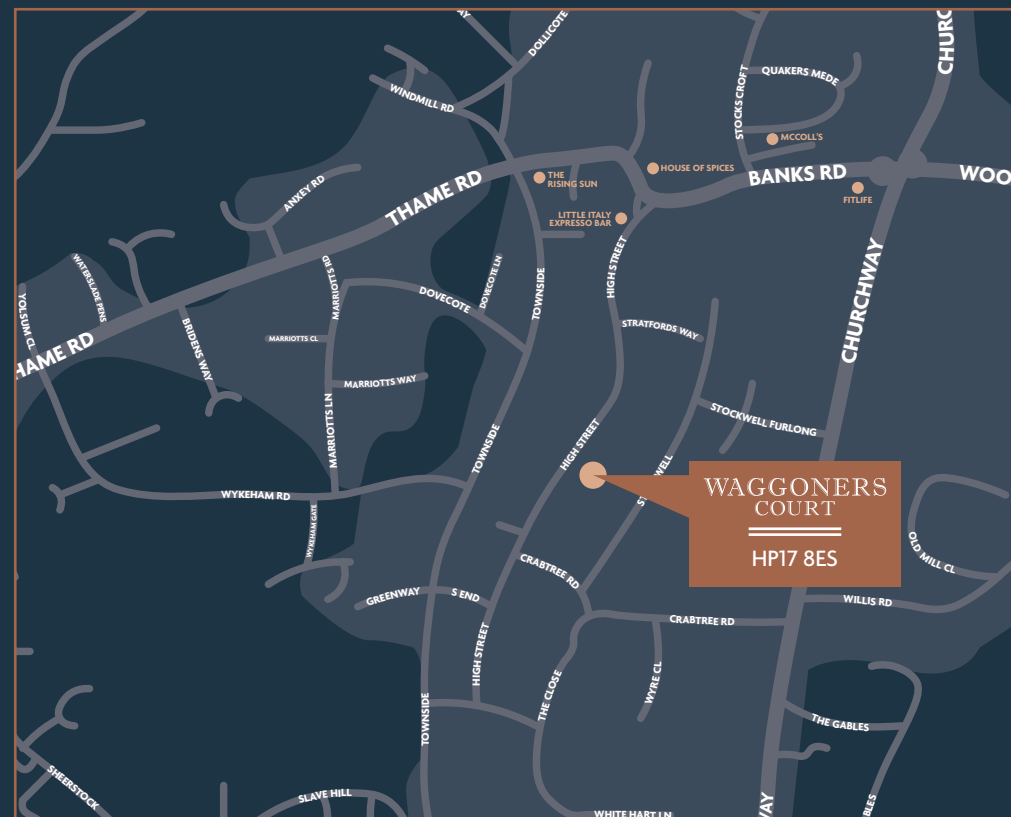 AY
DOLLICOTE
CHURC
WINDMILL RD
STOCKS CROFT
QUAKERS MEDE
MCCOLL'S
THE
RISING SUN
HOUSE OF SPICES
BANKS RD
WOO
FITLIFE
ANXEY RD
THAME RD
LITTLE ITALY
EXPRESSO BAR
HIGH STREET
WATERSLADE PENS
MARRIOTTS RD
DOVECOTE LN
TOWNSIDE
CHURCHWAY
YOLSUM CL
DOVECOTE
BRIDENS WAY
STRATFORDS WAY
HAME RD
MARRIOTTS CL
MARRIOTTS WAY
STOCKWELL FURLONG
MARRIOTTS LN
TOWNSIDE
HIGH STREET
WELL
WAGGONERS
COURT
HP17 8ES
WYKEHAM RD
WYKEHAM GATE
OLD MILL CL
CRABTREE RD
GREENWAY
S END
WILLIS RD
CRABTREE RD
HIGH STREET
THE CLOSE
WYRE CL
TOWNSIDE
THE GABLES
SHEERSTOCK
SLAVE HILL
WHITE HART LN
WAY
BLES